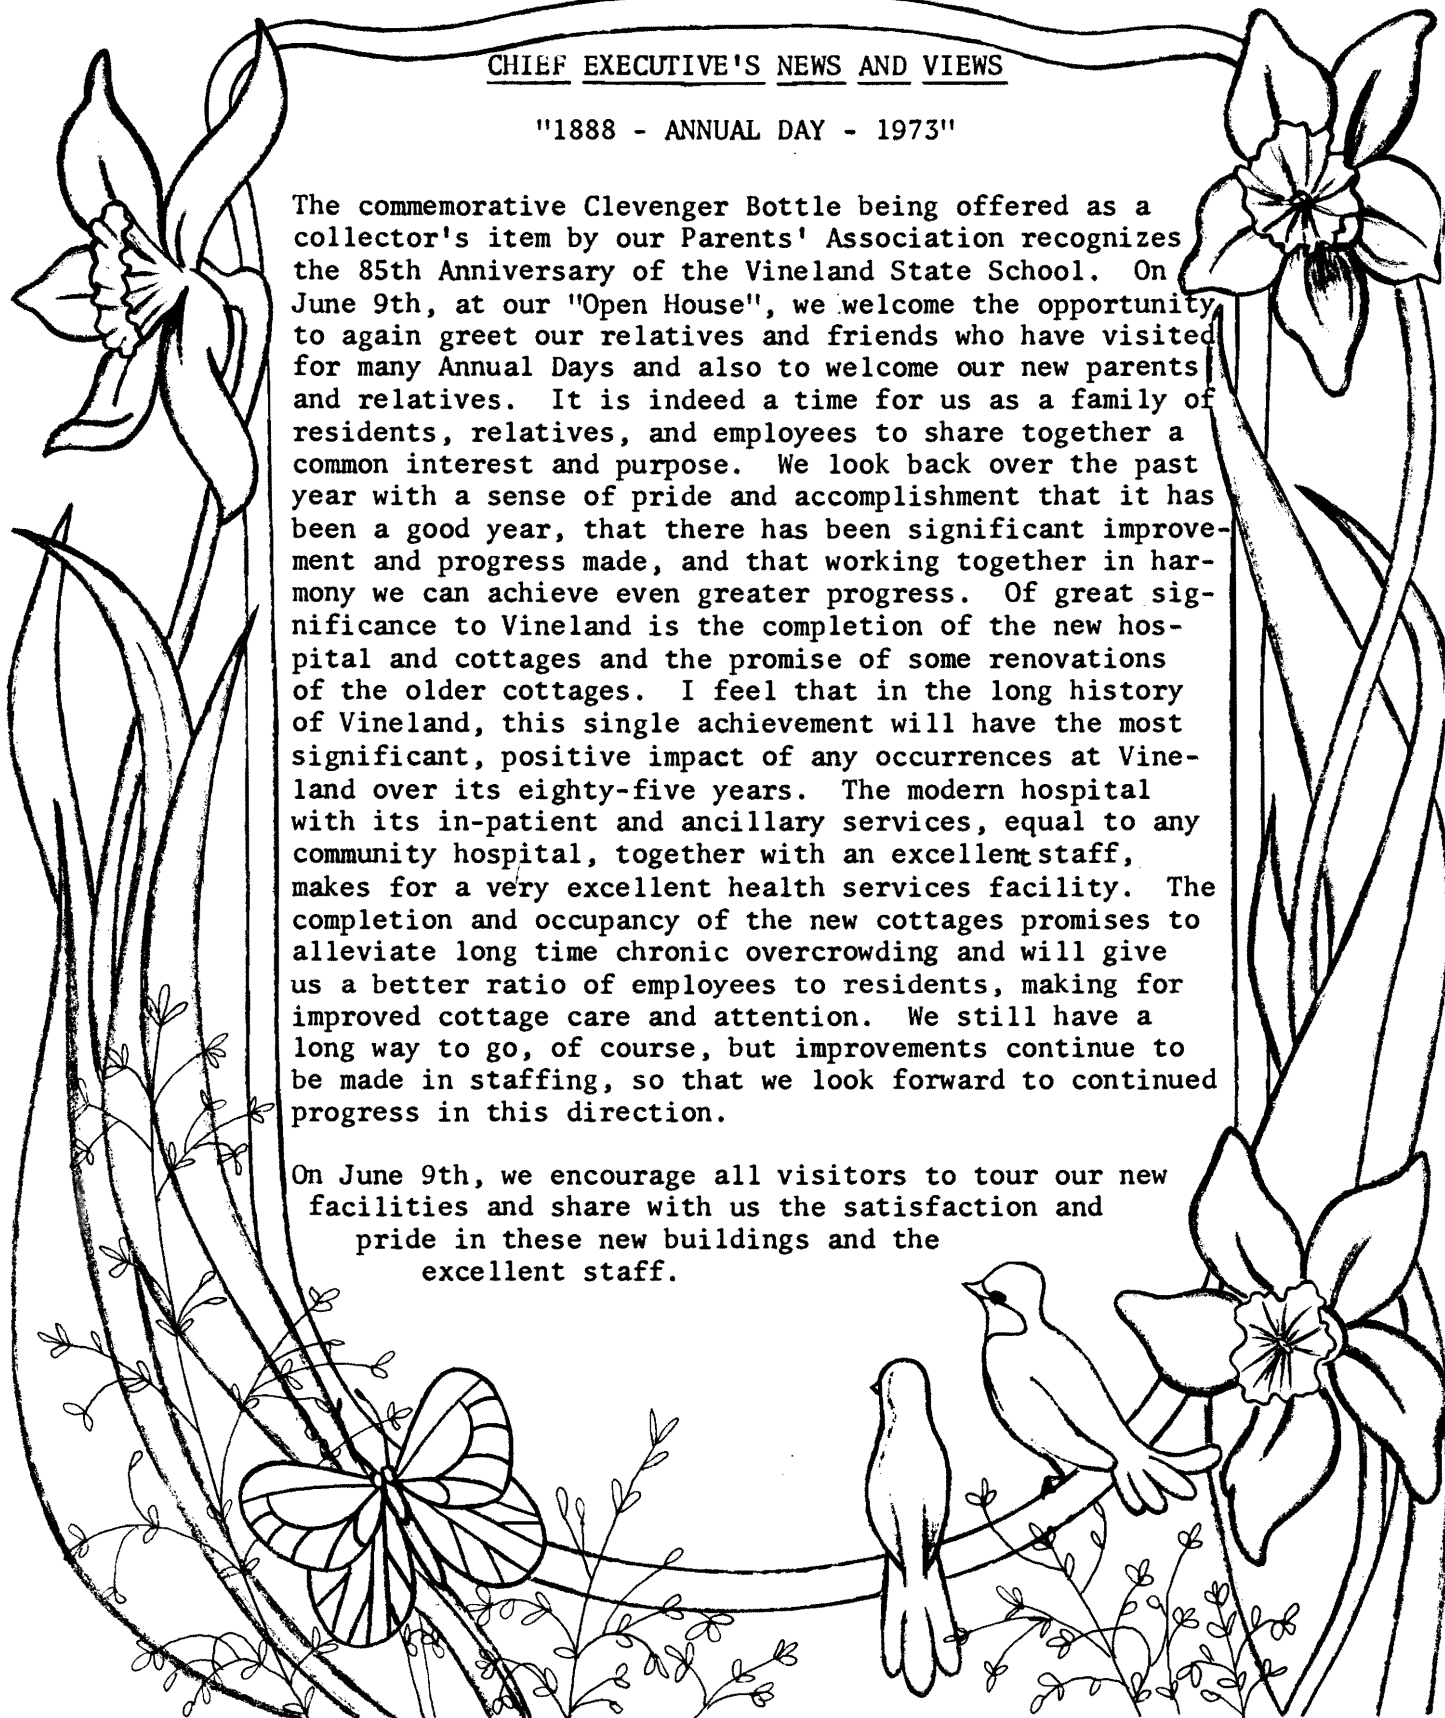 CHIEF EXECUTIVE'S NEWS AND VIEWS
"1888 - ANNUAL DAY - 1973"
The commemorative Clevenger Bottle being offered as a
collector's item by our Parents' Association recognizes
the 85th Anniversary of the Vineland State School. On
June 9th, at our "Open House", we welcome the opportunity
to again greet our relatives and friends who have visited
for many Annual Days and also to welcome our new parents
and relatives. It is indeed a time for us as a family of
residents, relatives, and employees to share together a
common interest and purpose. We look back over the past
year with a sense of pride and accomplishment that it has
been a good year, that there has been significant improve-
ment and progress made, and that working together in har-
mony we can achieve even greater progress. Of great sig-
nificance to Vineland is the completion of the new hos-
pital and cottages and the promise of some renovations
of the older cottages. I feel that in the long history
of Vineland, this single achievement will have the most
significant, positive impact of any occurrences at Vine-
land over its eighty-five years. The modern hospital
with its in-patient and ancillary services, equal to any
community hospital, together with an excellent staff,
makes for a very excellent health services facility. The
completion and occupancy of the new cottages promises to
alleviate long time chronic overcrowding and will give
us a better ratio of employees to residents, making for
improved cottage care and attention. We still have a
long way to go, of course, but improvements continue to
be made in staffing, so that we look forward to continued
progress in this direction.
On June 9th, we encourage all visitors to tour our new
facilities and share with us the satisfaction and
pride in these new buildings and the
excellent staff.